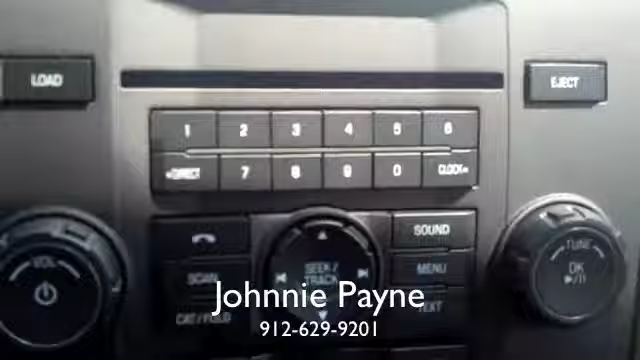 LOAD
EJECT
1 2 3 4 5 6
DIRECT 7 8 9 0 CLOCK
SOUND
VOL
SCAN
SEEK/
TRACK
MENU
TUNE
OK
CAT/FOLD
TEXT
Johnnie Payne
912-629-9201